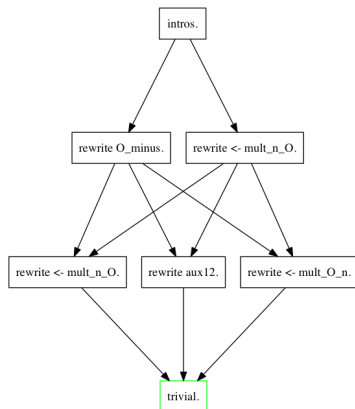 intros.
rewrite O_minus.
rewrite <- mult_n_O.
rewrite <- mult_n_O.
rewrite aux12.
rewrite <- mult_O_n.
trivial.